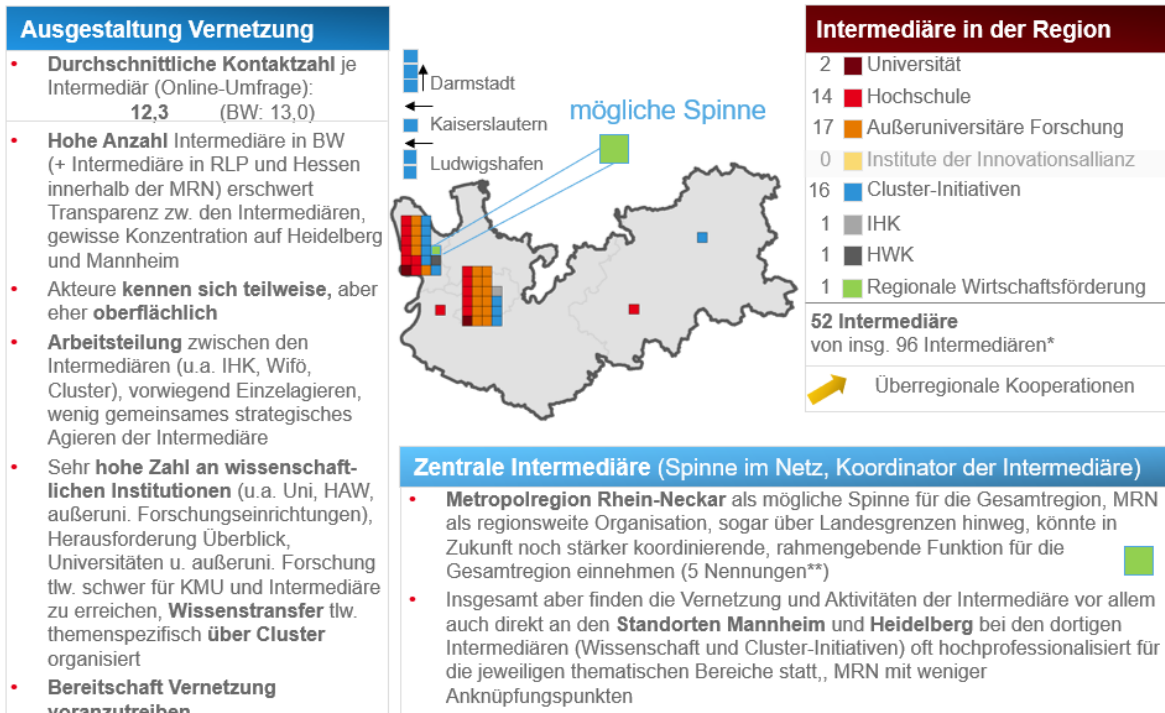 Ausgestaltung Vernetzung
• Durchschnittliche Kontaktzahl je
Intermediär (Online-Umfrage):
12,3 (BW: 13,0)
• Hohe Anzahl Intermediäre in BW
(+ Intermediäre in RLP und Hessen
innerhalb der MRN) erschwert
Transparenz zw. den Intermediären,
gewisse Konzentration auf Heidelberg
und Mannheim
• Akteure kennen sich teilweise, aber
eher oberflächlich
• Arbeitsteilung zwischen den
Intermediären (u.a. IHK, Wifö,
Cluster), vorwiegend Einzelagieren,
wenig gemeinsames strategisches
Agieren der Intermediäre
• Sehr hohe Zahl an wissenschaft-
lichen Institutionen (u.a. Uni, HAW,
außeruni. Forschungseinrichtungen),
Herausforderung Überblick,
Universitäten u. außeruni. Forschung
tlw. schwer für KMU und Intermediäre
zu erreichen, Wissenstransfer tlw.
themenspezifisch über Cluster
organisiert
• Bereitschaft Vernetzung
voranzutreiben
Darmstadt
Kaiserslautern
Ludwigshafen
mögliche Spinne
Intermediäre in der Region
2 Universität
14 Hochschule
17 Außeruniversitäre Forschung
0 Institute der Innovationsallianz
16 Cluster-Initiativen
1 IHK
1 HWK
1 Regionale Wirtschaftsförderung
52 Intermediäre
von insg. 96 Intermediären*
Überregionale Kooperationen
Zentrale Intermediäre (Spinne im Netz, Koordinator der Intermediäre)
• Metropolregion Rhein-Neckar als mögliche Spinne für die Gesamtregion, MRN
als regionsweite Organisation, sogar über Landesgrenzen hinweg, könnte in
Zukunft noch stärker koordinierende, rahmengebende Funktion für die
Gesamtregion einnehmen (5 Nennungen**)
• Insgesamt aber finden die Vernetzung und Aktivitäten der Intermediäre vor allem
auch direkt an den Standorten Mannheim und Heidelberg bei den dortigen
Intermediären (Wissenschaft und Cluster-Initiativen) oft hochprofessionalisiert für
die jeweiligen thematischen Bereiche statt,, MRN mit weniger
Anknüpfungspunkten